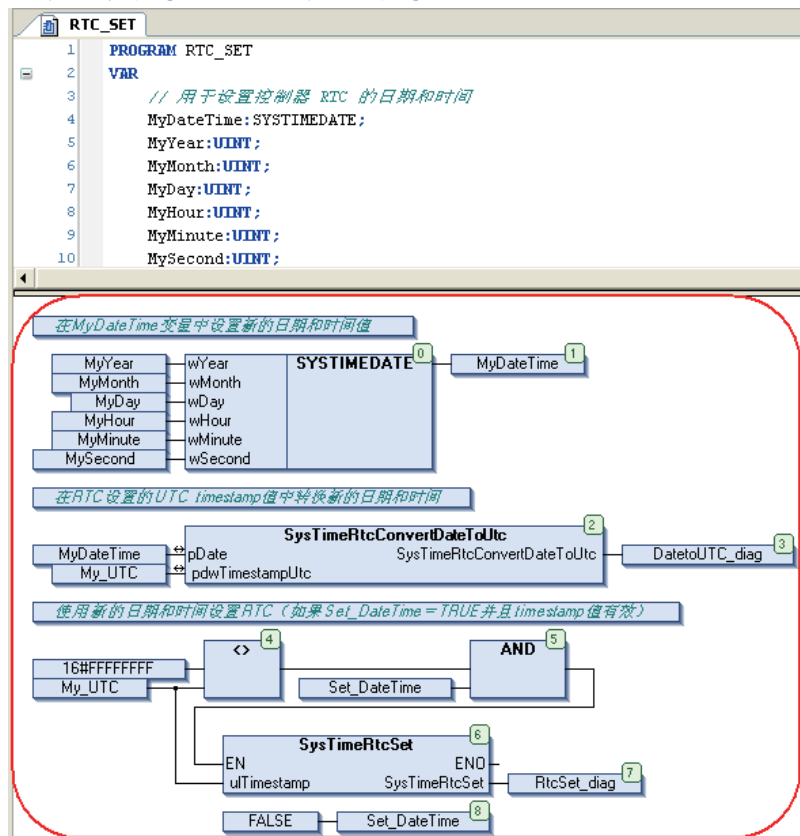 RTC_SET
1 PROGRAM RTC_SET
2 VAR
3 // 用于设置控制器 RTC 的日期和时间
4 MyDateTime:SYSTIMEDATE;
5 MyYear:UINT;
6 MyMonth:UINT;
7 MyDay:UINT;
8 MyHour:UINT;
9 MyMinute:UINT;
10 MySecond:UINT;
在MyDateTime变量中设置新的日期和时间值
0
MyYear wYear SYSTIMEDATE MyDateTime 1
MyMonth wMonth
MyDay wDay
MyHour wHour
MyMinute wMinute
MySecond wSecond
在RTC设置的UTC timestamp值中转换新的日期和时间
2
SysTimeRtcConvertDateToUtc
MyDateTime pDate SysTimeRtcConvertDateToUtc DatetoUTC_diag 3
My_UTC pdwTimestampUtc
使用新的日期和时间设置RTC（如果Set_DateTime＝TRUE并且timestamp值有效）
<> 4 AND 5
16#FFFFFFFF
My_UTC Set_DateTime
SysTimeRtcSet 6
EN ENO
ulTimestamp SysTimeRtcSet RtcSet_diag 7
FALSE Set_DateTime 8